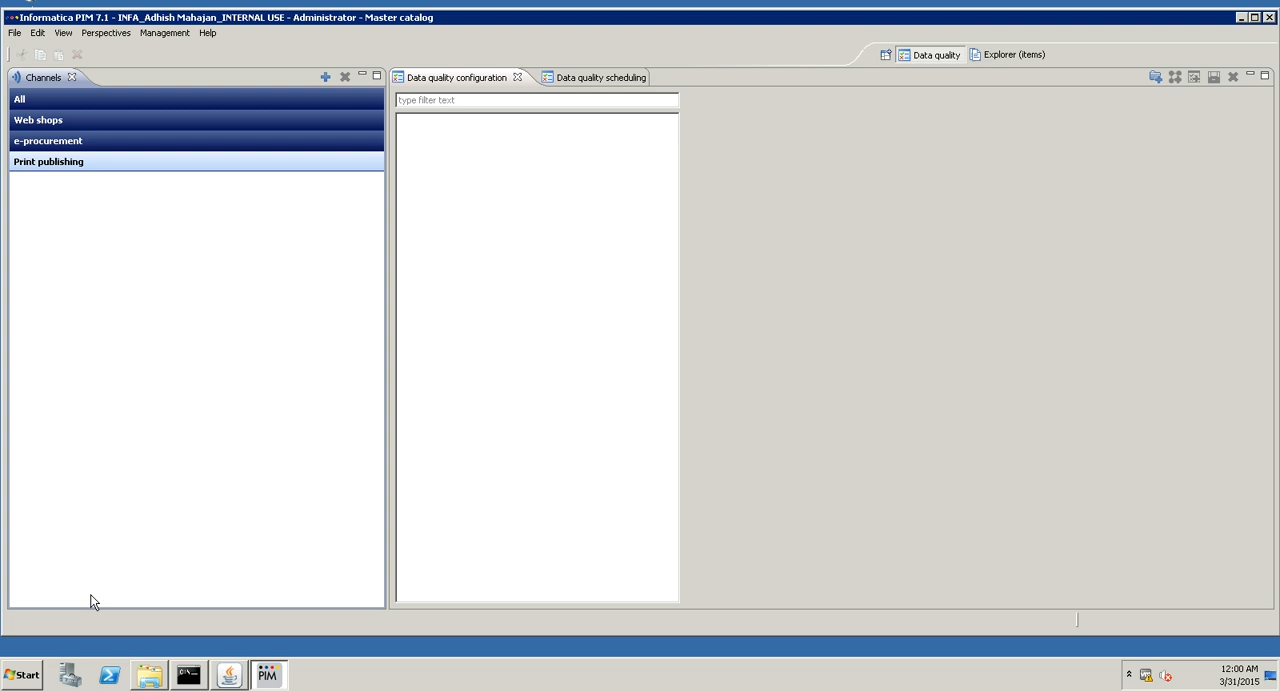 Informatica PIM 7.1 - INFA_Adhish Mahajan_INTERNAL USE - Administrator - Master catalog
File Edit View Perspectives Management Help
Data quality Explorer (items)
Channels Data quality configuration Data quality scheduling
All
type filter text
Web shops
e-procurement
Print publishing
Start C:\. PIM 12:00 AM
3/31/2015